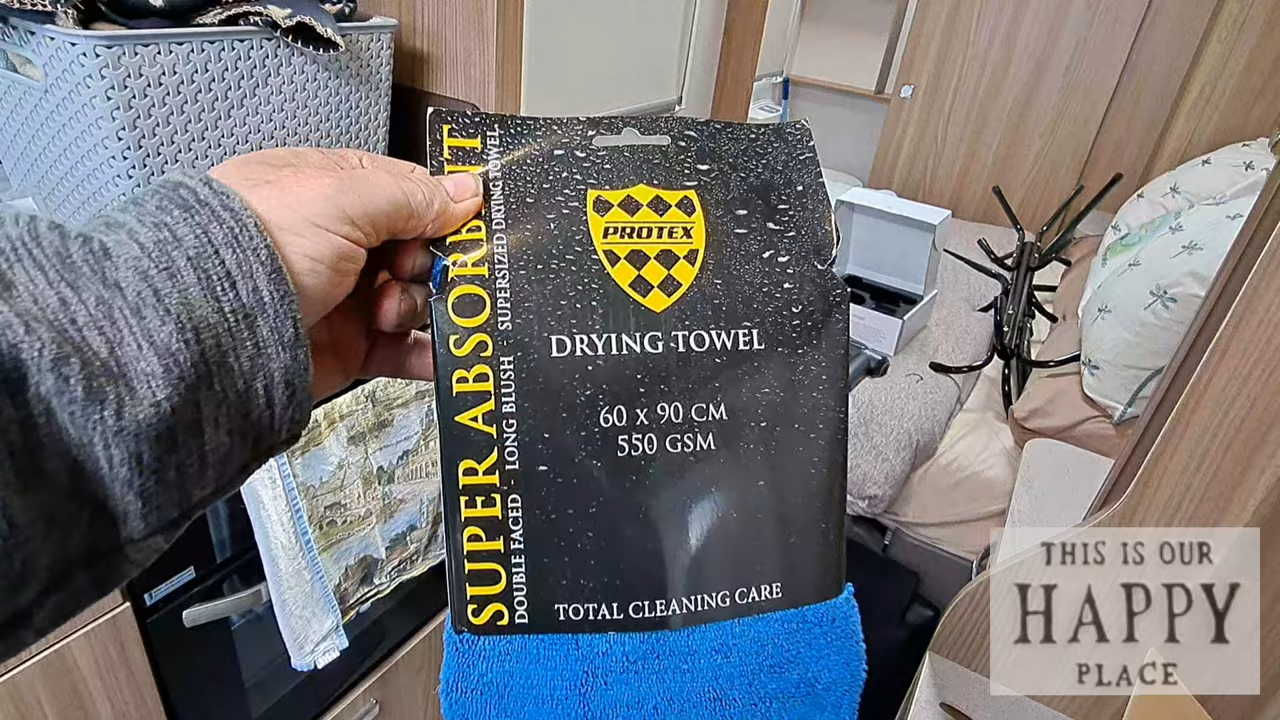 SUPER ABSORBENT
DOUBLE FACED - LONG BLUSH - SUPERSIZED DRYING TOWEL
PROTEX
DRYING TOWEL
60 x 90 CM
550 GSM
TOTAL CLEANING CARE
THIS IS OUR
HAPPY
PLACE